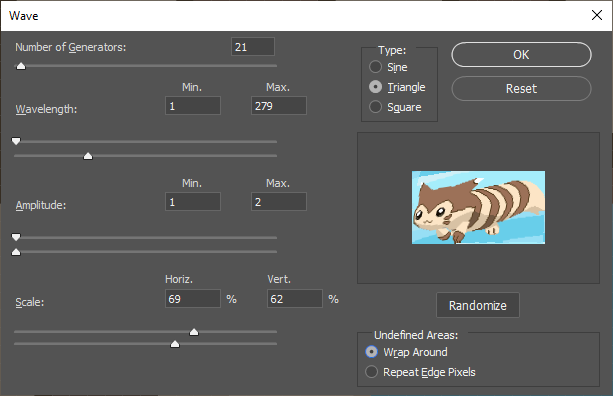 Wave
Number of Generators: 21
Type:
Sine
Triangle
Square
OK
Reset
Min. Max.
Wavelength: 1 279
Min. Max.
Amplitude: 1 2
Horiz. Vert.
Scale: 69 % 62 %
Randomize
Undefined Areas:
Wrap Around
Repeat Edge Pixels